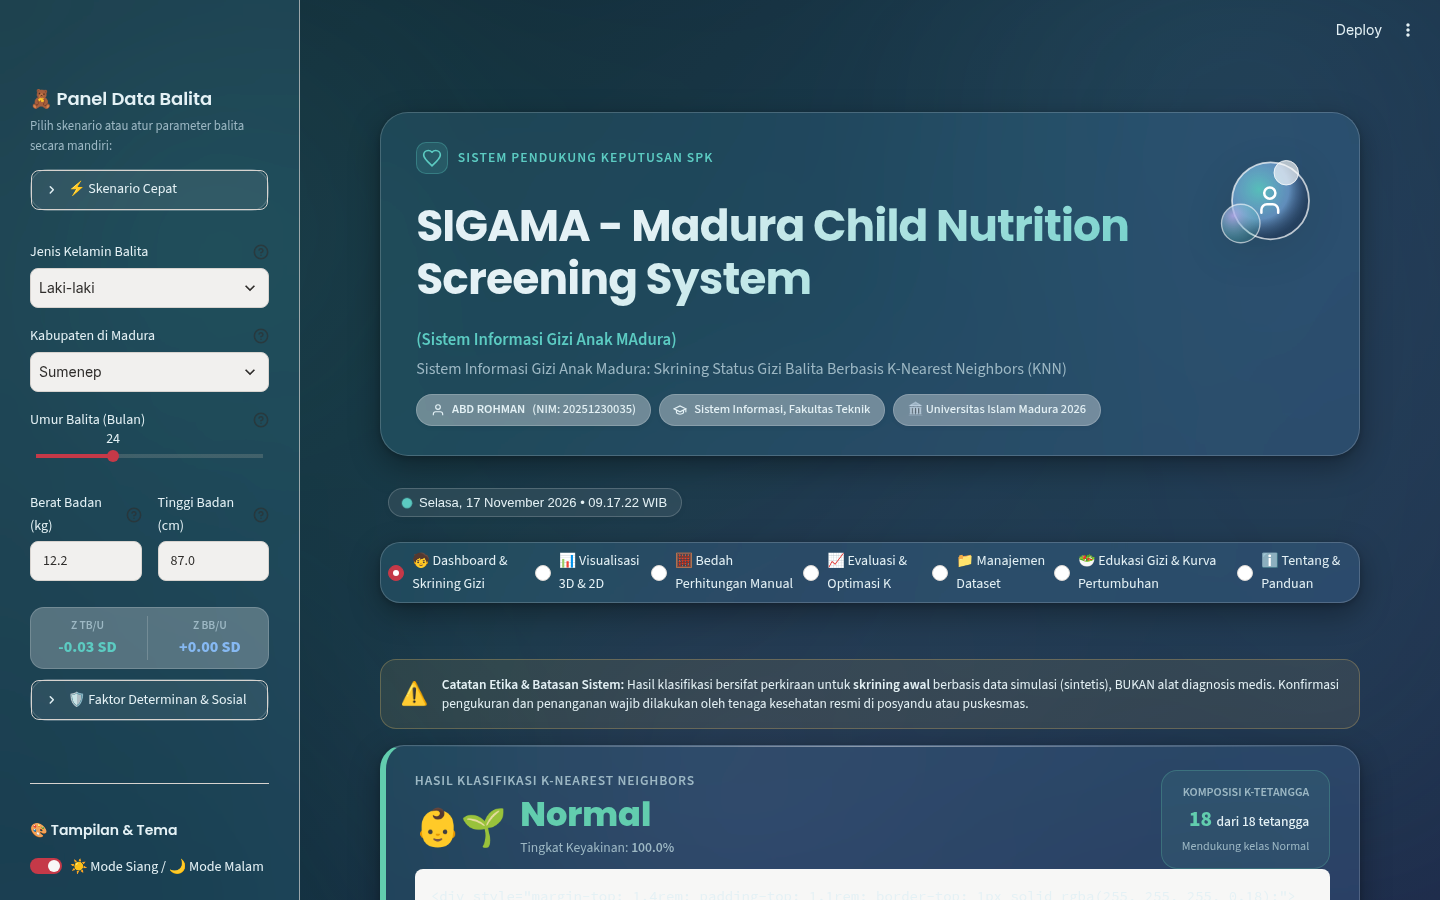 Deploy
🧸 Panel Data Balita
Pilih skenario atau atur parameter balita
secara mandiri:
⚡ Skenario Cepat
Jenis Kelamin Balita
Laki-laki
Kabupaten di Madura
Sumenep
Umur Balita (Bulan)
24
Berat Badan
(kg)
Tinggi Badan
(cm)
12.2
87.0
Z TB/U
-0.03 SD
Z BB/U
+0.00 SD
🛡️ Faktor Determinan & Sosial
🎨 Tampilan & Tema
☀️ Mode Siang / 🌙 Mode Malam
SISTEM PENDUKUNG KEPUTUSAN SPK
SIGAMA - Madura Child Nutrition
Screening System
(Sistem Informasi Gizi Anak MAdura)
Sistem Informasi Gizi Anak Madura: Skrining Status Gizi Balita Berbasis K-Nearest Neighbors (KNN)
ABD ROHMAN (NIM: 20251230035)
Sistem Informasi, Fakultas Teknik
🏛️ Universitas Islam Madura 2026
Selasa, 17 November 2026 • 09.17.22 WIB
🧒 Dashboard &
Skrining Gizi
📊 Visualisasi
3D & 2D
🧮 Bedah
Perhitungan Manual
📈 Evaluasi &
Optimasi K
📁 Manajemen
Dataset
🥗 Edukasi Gizi & Kurva
Pertumbuhan
ℹ️ Tentang &
Panduan
⚠️ Catatan Etika & Batasan Sistem: Hasil klasifikasi bersifat perkiraan untuk skrining awal berbasis data simulasi (sintetis), BUKAN alat diagnosis medis. Konfirmasi
pengukuran dan penanganan wajib dilakukan oleh tenaga kesehatan resmi di posyandu atau puskesmas.
HASIL KLASIFIKASI K-NEAREST NEIGHBORS
👶🌱 Normal
Tingkat Keyakinan: 100.0%
KOMPOSISI K-TETANGGA
18 dari 18 tetangga
Mendukung kelas Normal